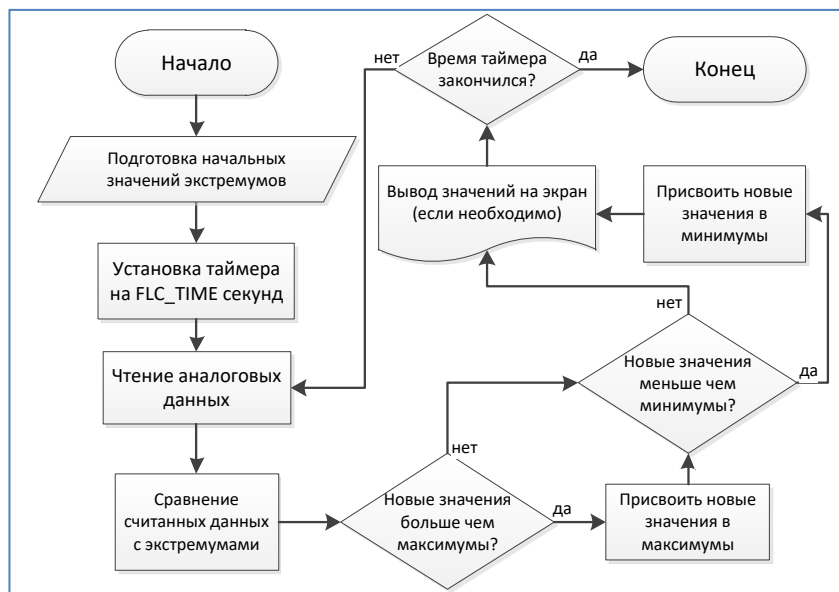 Начало
Подготовка начальных
значений экстремумов
Установка таймера
на FLC_TIME секунд
Чтение аналоговых
данных
Сравнение
считанных данных
с экстремумами
Новые значения
больше чем
максимумы?
нет
да
Присвоить новые
значения в
максимумы
Новые значения
меньше чем
минимумы?
нет
да
Присвоить новые
значения в
минимумы
Вывод значений на экран
(если необходимо)
Время таймера
закончился?
нет
да
Конец